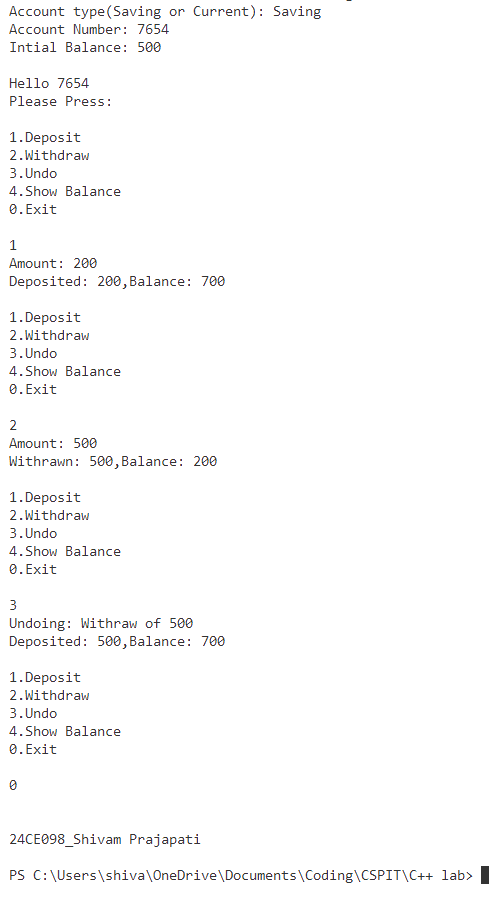 Account type(Saving or Current): Saving
Account Number: 7654
Intial Balance: 500
Hello 7654
Please Press:
1.Deposit
2.Withdraw
3.Undo
4.Show Balance
0.Exit
1
Amount: 200
Deposited: 200,Balance: 700
1.Deposit
2.Withdraw
3.Undo
4.Show Balance
0.Exit
2
Amount: 500
Withrawn: 500,Balance: 200
1.Deposit
2.Withdraw
3.Undo
4.Show Balance
0.Exit
3
Undoing: Withraw of 500
Deposited: 500,Balance: 700
1.Deposit
2.Withdraw
3.Undo
4.Show Balance
0.Exit
0
24CE098_Shivam Prajapati
PS C:\Users\shiva\OneDrive\Documents\Coding\CSPIT\C++ lab>